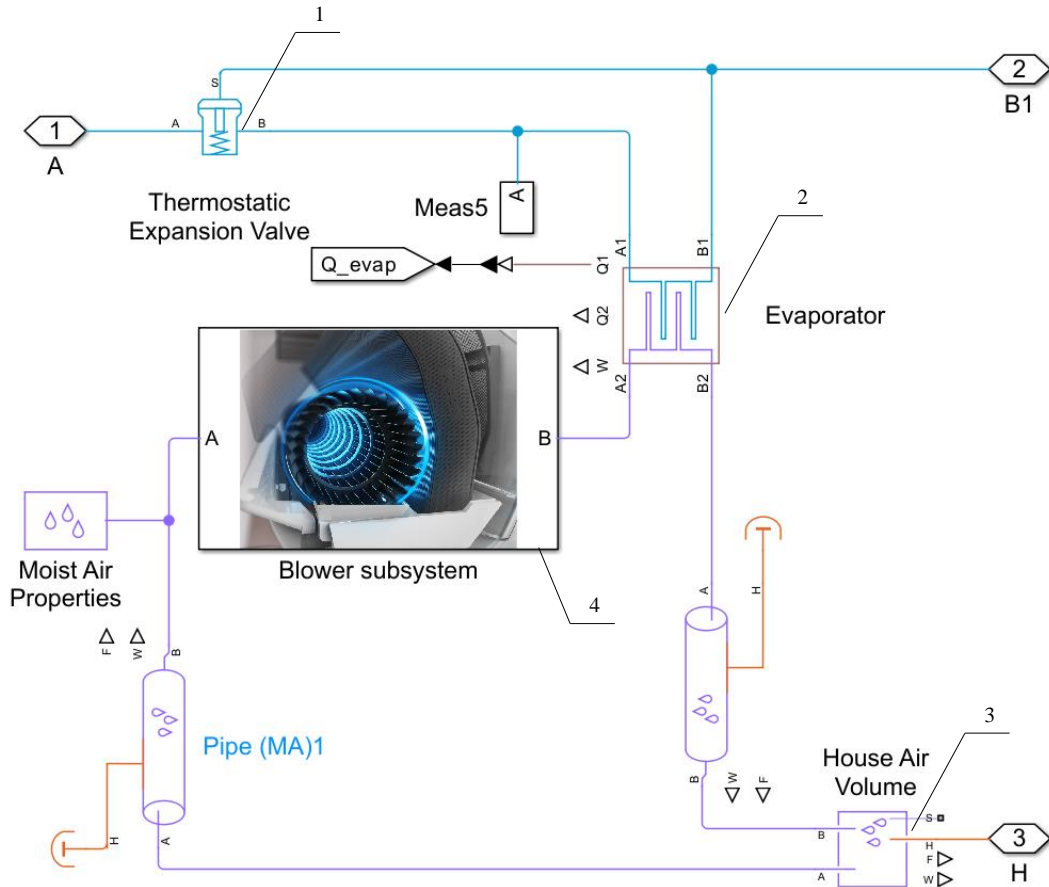 1
S
2
1
A
B
B1
A
Thermostatic
Expansion Valve
Meas5
A
2
A1
B1
Q_evap
Q1
Q2
Evaporator
W
A2
B2
A
B
Moist Air
Properties
Blower subsystem
4
F
W
B
A
H
Pipe (MA)1
3
House Air
Volume
B
W
F
H
A
B
S
H
3
F
H
A
W